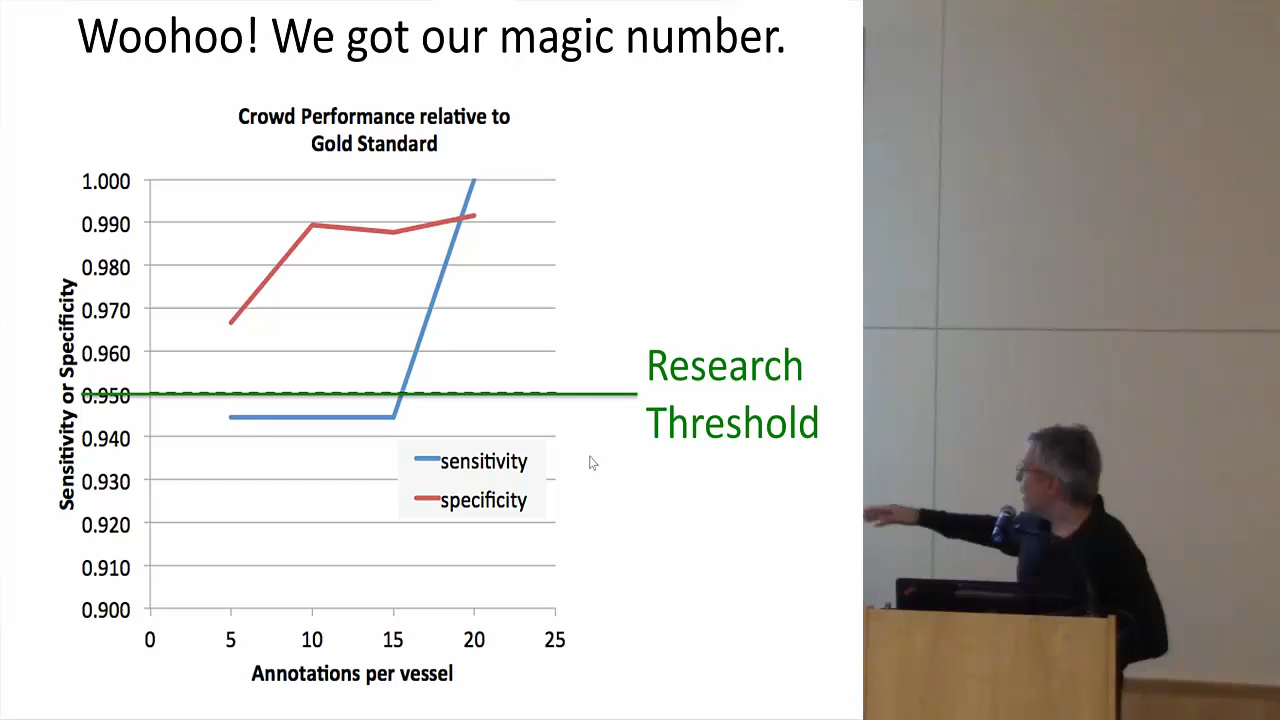 Woohoo! We got our magic number.
Crowd Performance relative to
Gold Standard
Sensitivity or Specificity
1.000
0.990
0.980
0.970
0.960
0.950
0.940
0.930
0.920
0.910
0.900
0
5
10
15
20
25
Annotations per vessel
sensitivity
specificity
Research
Threshold